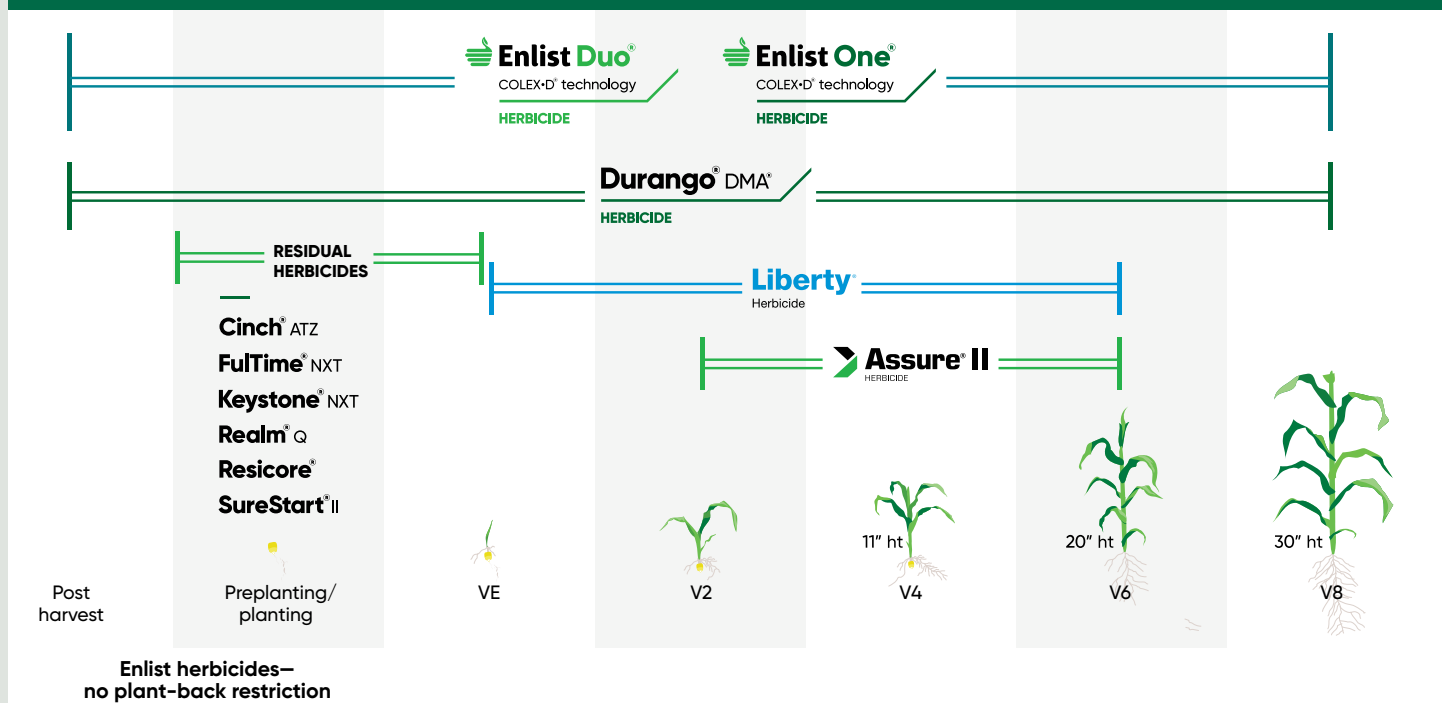 Enlist Duo®
COLEX•D® technology
HERBICIDE
Enlist One®
COLEX•D® technology
HERBICIDE
Durango® DMA®
HERBICIDE
RESIDUAL
HERBICIDES
Cinch® ATZ
FulTime® NXT
Keystone® NXT
Realm® Q
Resicore®
SureStart® II
Liberty®
Herbicide
Assure® II
HERBICIDE
11” ht
20” ht
30” ht
Post
harvest
Preplanting/
planting
VE
V2
V4
V6
V8
Enlist herbicides—
no plant-back restriction